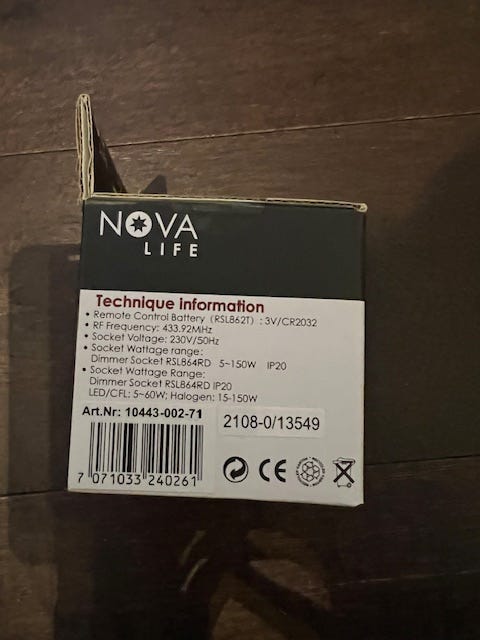 NOVA
LIFE
Technique information
• Remote Control Battery (RSL862T) : 3V/CR2032
• RF Frequency: 433.92MHz
• Socket Voltage: 230V/50Hz
• Socket Wattage range:
Dimmer Socket RSL864RD 5~150W IP20
• Socket Wattage Range:
Dimmer Socket RSL864RD IP20
LED/CFL: 5~60W; Halogen: 15-150W
Art.Nr: 10443-002-71
2108-0/13549
7 071033 240261
CE